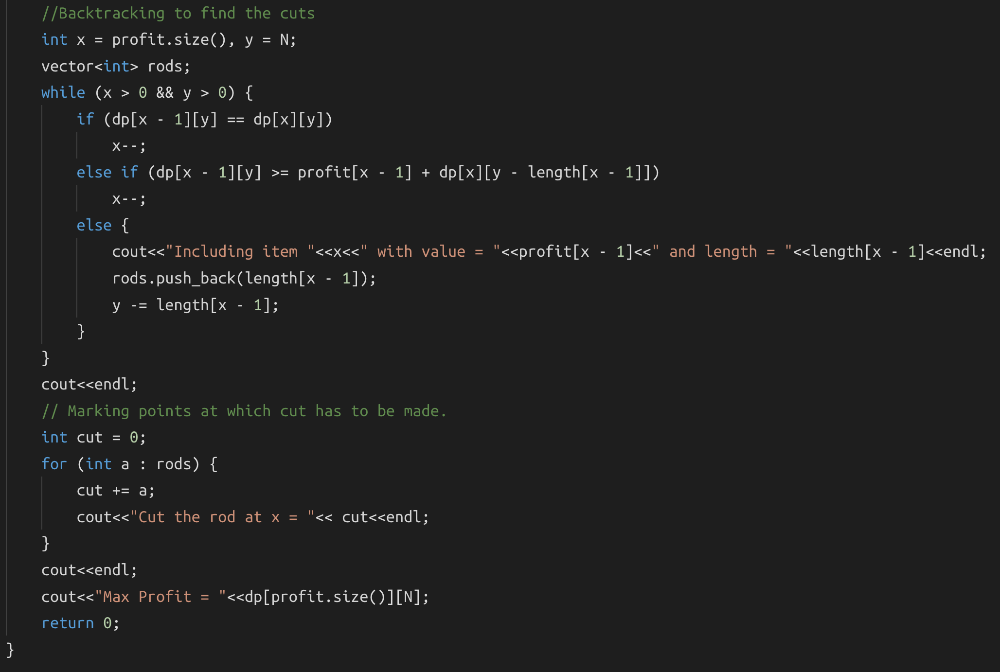 //Backtracking to find the cuts
int x = profit.size(), y = N;
vector<int> rods;
while (x > 0 && y > 0) {
if (dp[x - 1][y] == dp[x][y])
x--;
else if (dp[x - 1][y] >= profit[x - 1] + dp[x][y - length[x - 1]])
x--;
else {
cout<<"Including item "<<x<<" with value = "<<profit[x - 1]<<" and length = "<<length[x - 1]<<endl;
rods.push_back(length[x - 1]);
y -= length[x - 1];
}
}
cout<<endl;
// Marking points at which cut has to be made.
int cut = 0;
for (int a : rods) {
cut += a;
cout<<"Cut the rod at x = "<< cut<<endl;
}
cout<<endl;
cout<<"Max Profit = "<<dp[profit.size()][N];
return 0;
}